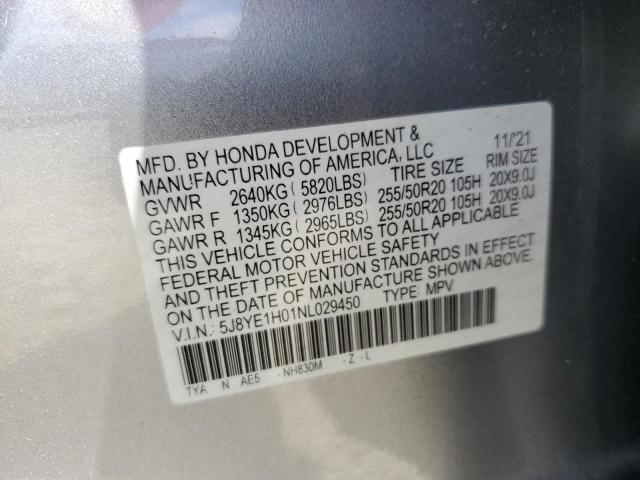 MFD. BY HONDA DEVELOPMENT & 11/'21
MANUFACTURING OF AMERICA, LLC
GVWR 2640KG ( 5820LBS) TIRE SIZE RIM SIZE
GAWR F 1350KG ( 2976LBS) 255/50R20 105H 20X9.0J
GAWR R 1345KG ( 2965LBS) 255/50R20 105H 20X9.0J
THIS VEHICLE CONFORMS TO ALL APPLICABLE
FEDERAL MOTOR VEHICLE SAFETY
AND THEFT PREVENTION STANDARDS IN EFFECT
ON THE DATE OF MANUFACTURE SHOWN ABOVE.
V.I.N.: 5J8YE1H01NL029450 TYPE: MPV
TYA N AE5 - NH830M - Z - L